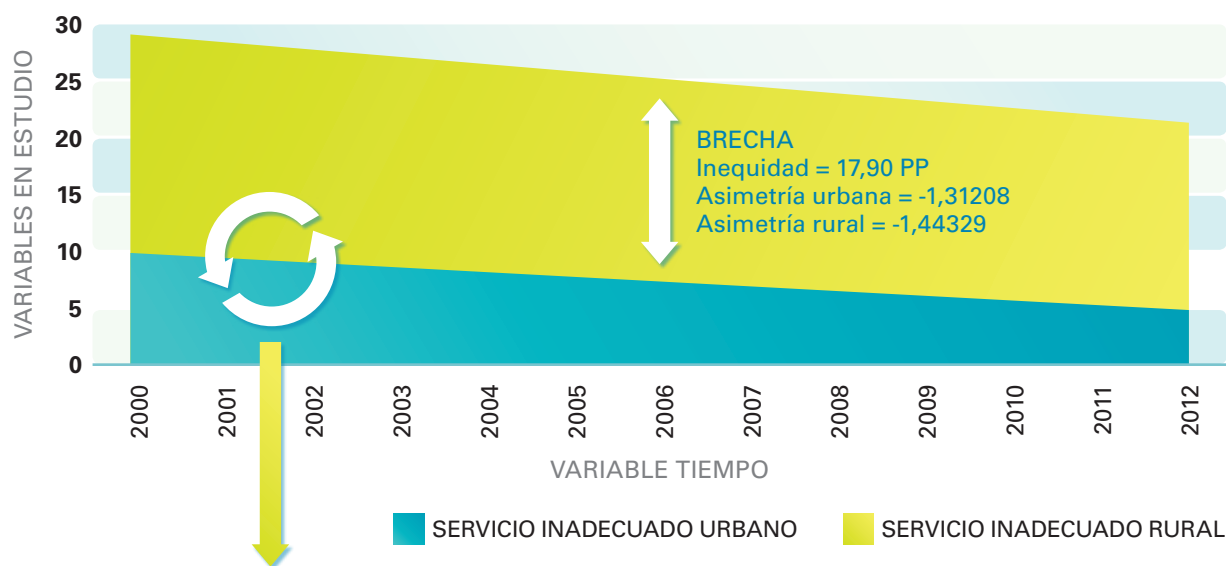 VARIABLES EN ESTUDIO
30
25
20
15
10
5
0
BRECHA
Inequidad = 17,90 PP
Asimetría urbana = -1,31208
Asimetría rural = -1,44329
2000
2001
2002
2003
2004
2005
2006
2007
2008
2009
2010
2011
2012
VARIABLE TIEMPO
SERVICIO INADECUADO URBANO
SERVICIO INADECUADO RURAL